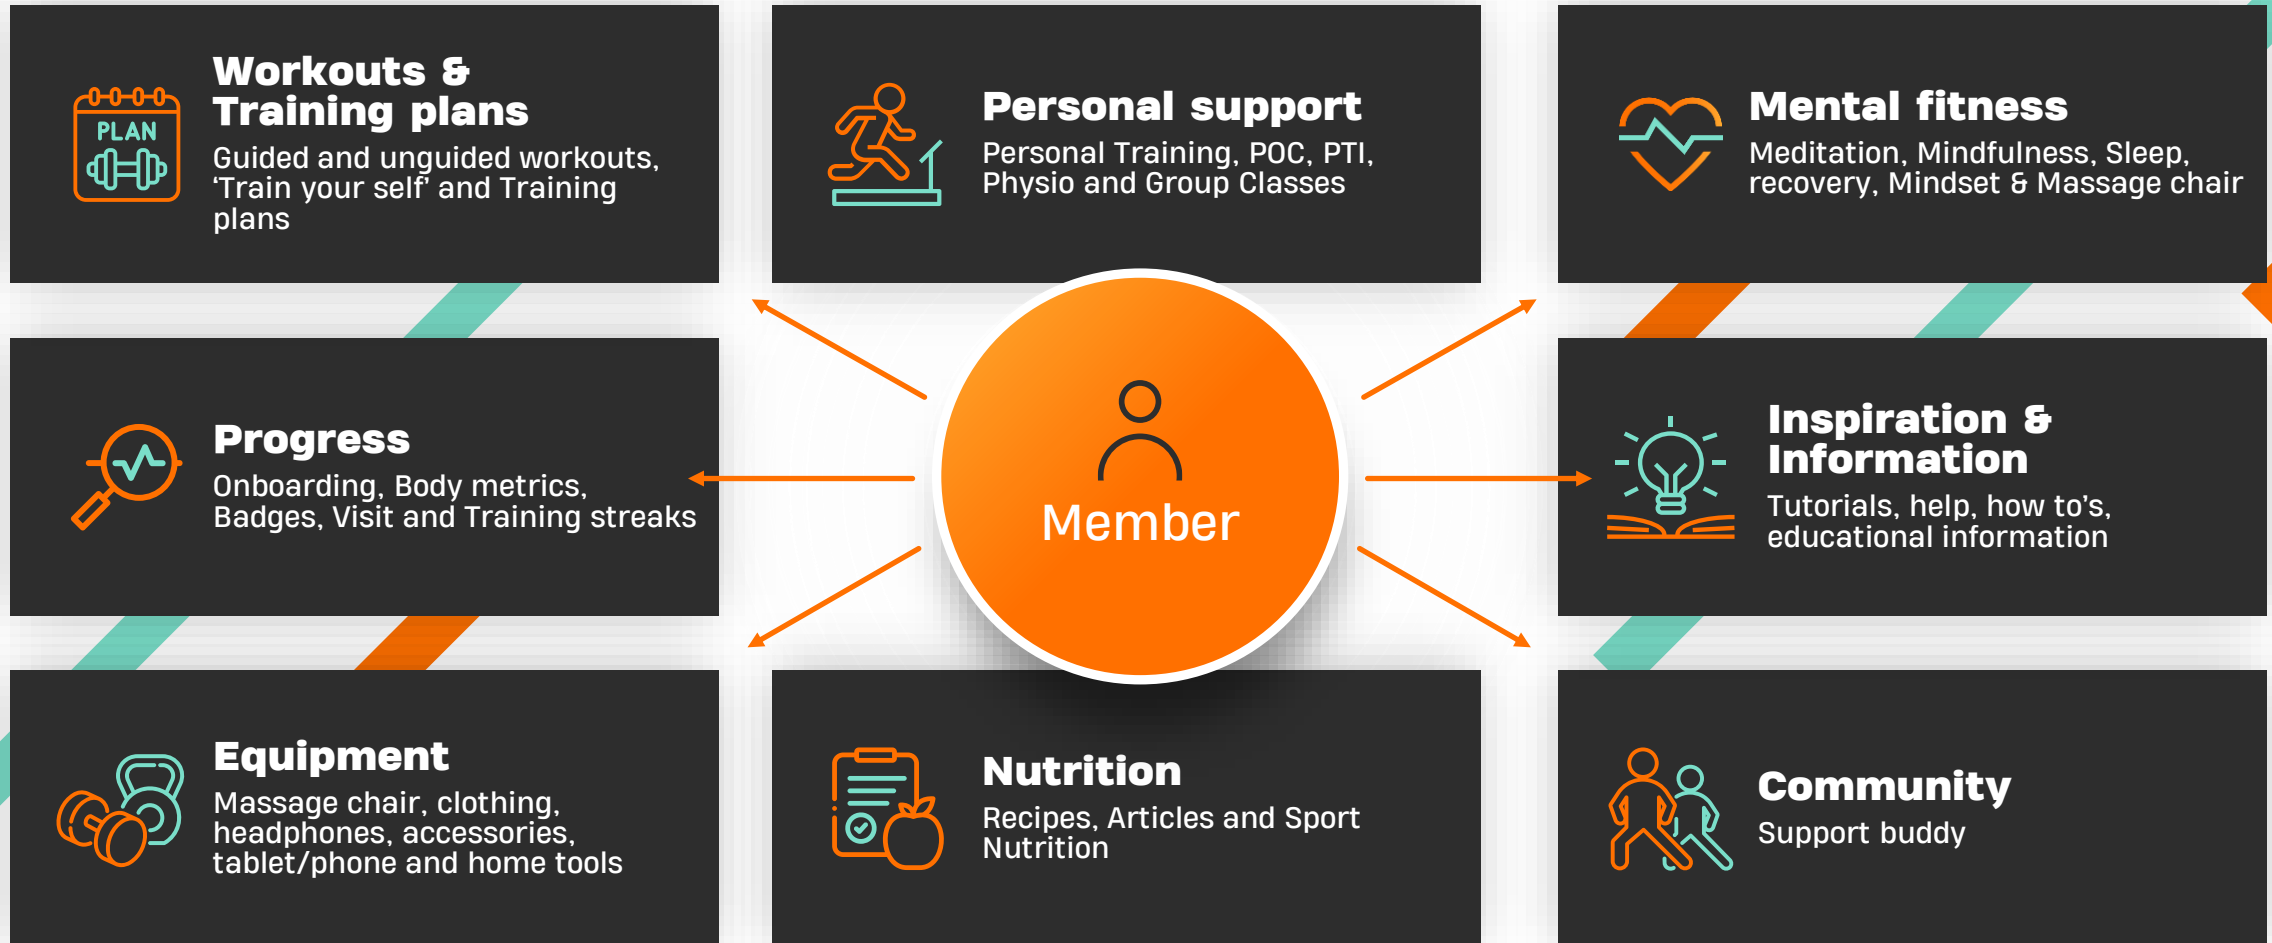 Workouts &
Training plans
PLAN
Guided and unguided workouts,
‘Train your self’ and Training
plans
Personal support
Personal Training, POC, PTI,
Physio and Group Classes
Mental fitness
Meditation, Mindfulness, Sleep,
recovery, Mindset & Massage chair
Progress
Onboarding, Body metrics,
Badges, Visit and Training streaks
Member
Inspiration &
Information
Tutorials, help, how to’s,
educational information
Equipment
Massage chair, clothing,
headphones, accessories,
tablet/phone and home tools
Nutrition
Recipes, Articles and Sport
Nutrition
Community
Support buddy